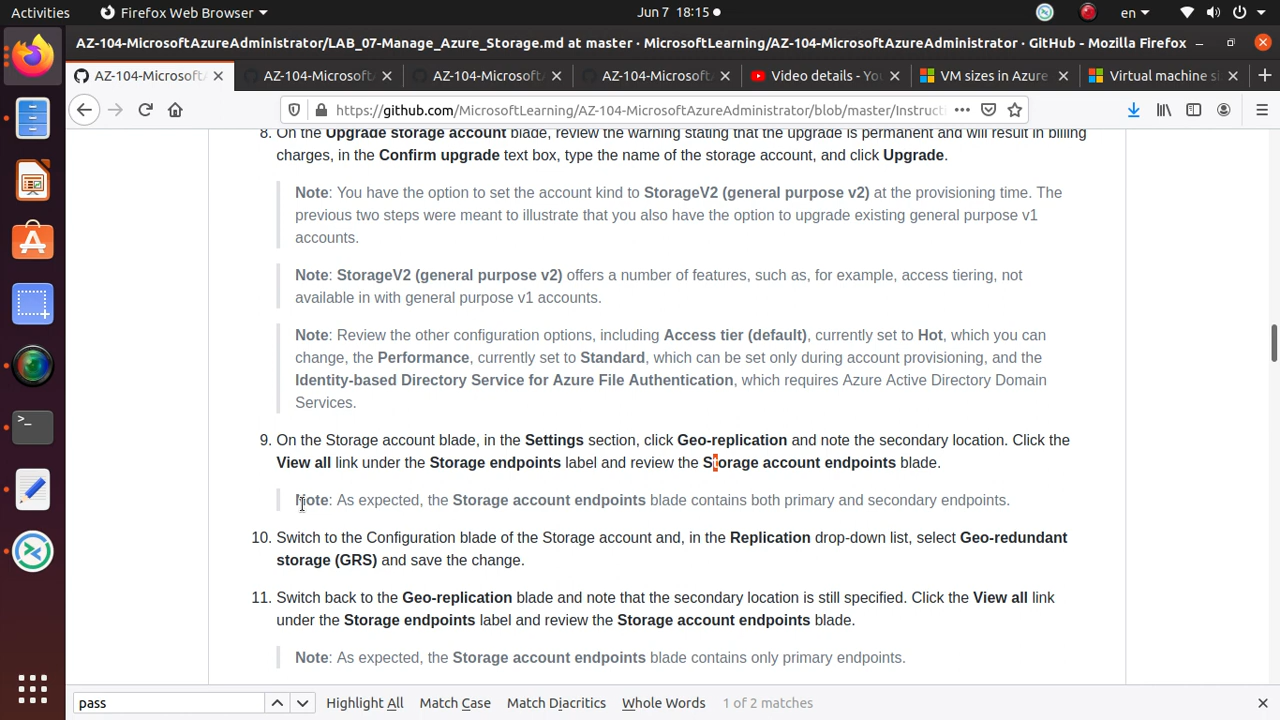 Activities
Firefox Web Browser
Jun 7 18:15
en
AZ-104-MicrosoftAzureAdministrator/LAB_07-Manage_Azure_Storage.md at master · MicrosoftLearning/AZ-104-MicrosoftAzureAdministrator · GitHub - Mozilla Firefox
AZ-104-Microsoft
AZ-104-Microsoft
AZ-104-Microsoft
AZ-104-Microsoft
Video details - You
VM sizes in Azure
Virtual machine si
https://github.com/MicrosoftLearning/AZ-104-MicrosoftAzureAdministrator/blob/master/Instructi
8. On the Upgrade storage account blade, review the warning stating that the upgrade is permanent and will result in billing
charges, in the Confirm upgrade text box, type the name of the storage account, and click Upgrade.
Note: You have the option to set the account kind to StorageV2 (general purpose v2) at the provisioning time. The
previous two steps were meant to illustrate that you also have the option to upgrade existing general purpose v1
accounts.
Note: StorageV2 (general purpose v2) offers a number of features, such as, for example, access tiering, not
available in with general purpose v1 accounts.
Note: Review the other configuration options, including Access tier (default), currently set to Hot, which you can
change, the Performance, currently set to Standard, which can be set only during account provisioning, and the
Identity-based Directory Service for Azure File Authentication, which requires Azure Active Directory Domain
Services.
9. On the Storage account blade, in the Settings section, click Geo-replication and note the secondary location. Click the
View all link under the Storage endpoints label and review the Storage account endpoints blade.
Note: As expected, the Storage account endpoints blade contains both primary and secondary endpoints.
10. Switch to the Configuration blade of the Storage account and, in the Replication drop-down list, select Geo-redundant
storage (GRS) and save the change.
11. Switch back to the Geo-replication blade and note that the secondary location is still specified. Click the View all link
under the Storage endpoints label and review the Storage account endpoints blade.
Note: As expected, the Storage account endpoints blade contains only primary endpoints.
pass
Highlight All
Match Case
Match Diacritics
Whole Words
1 of 2 matches